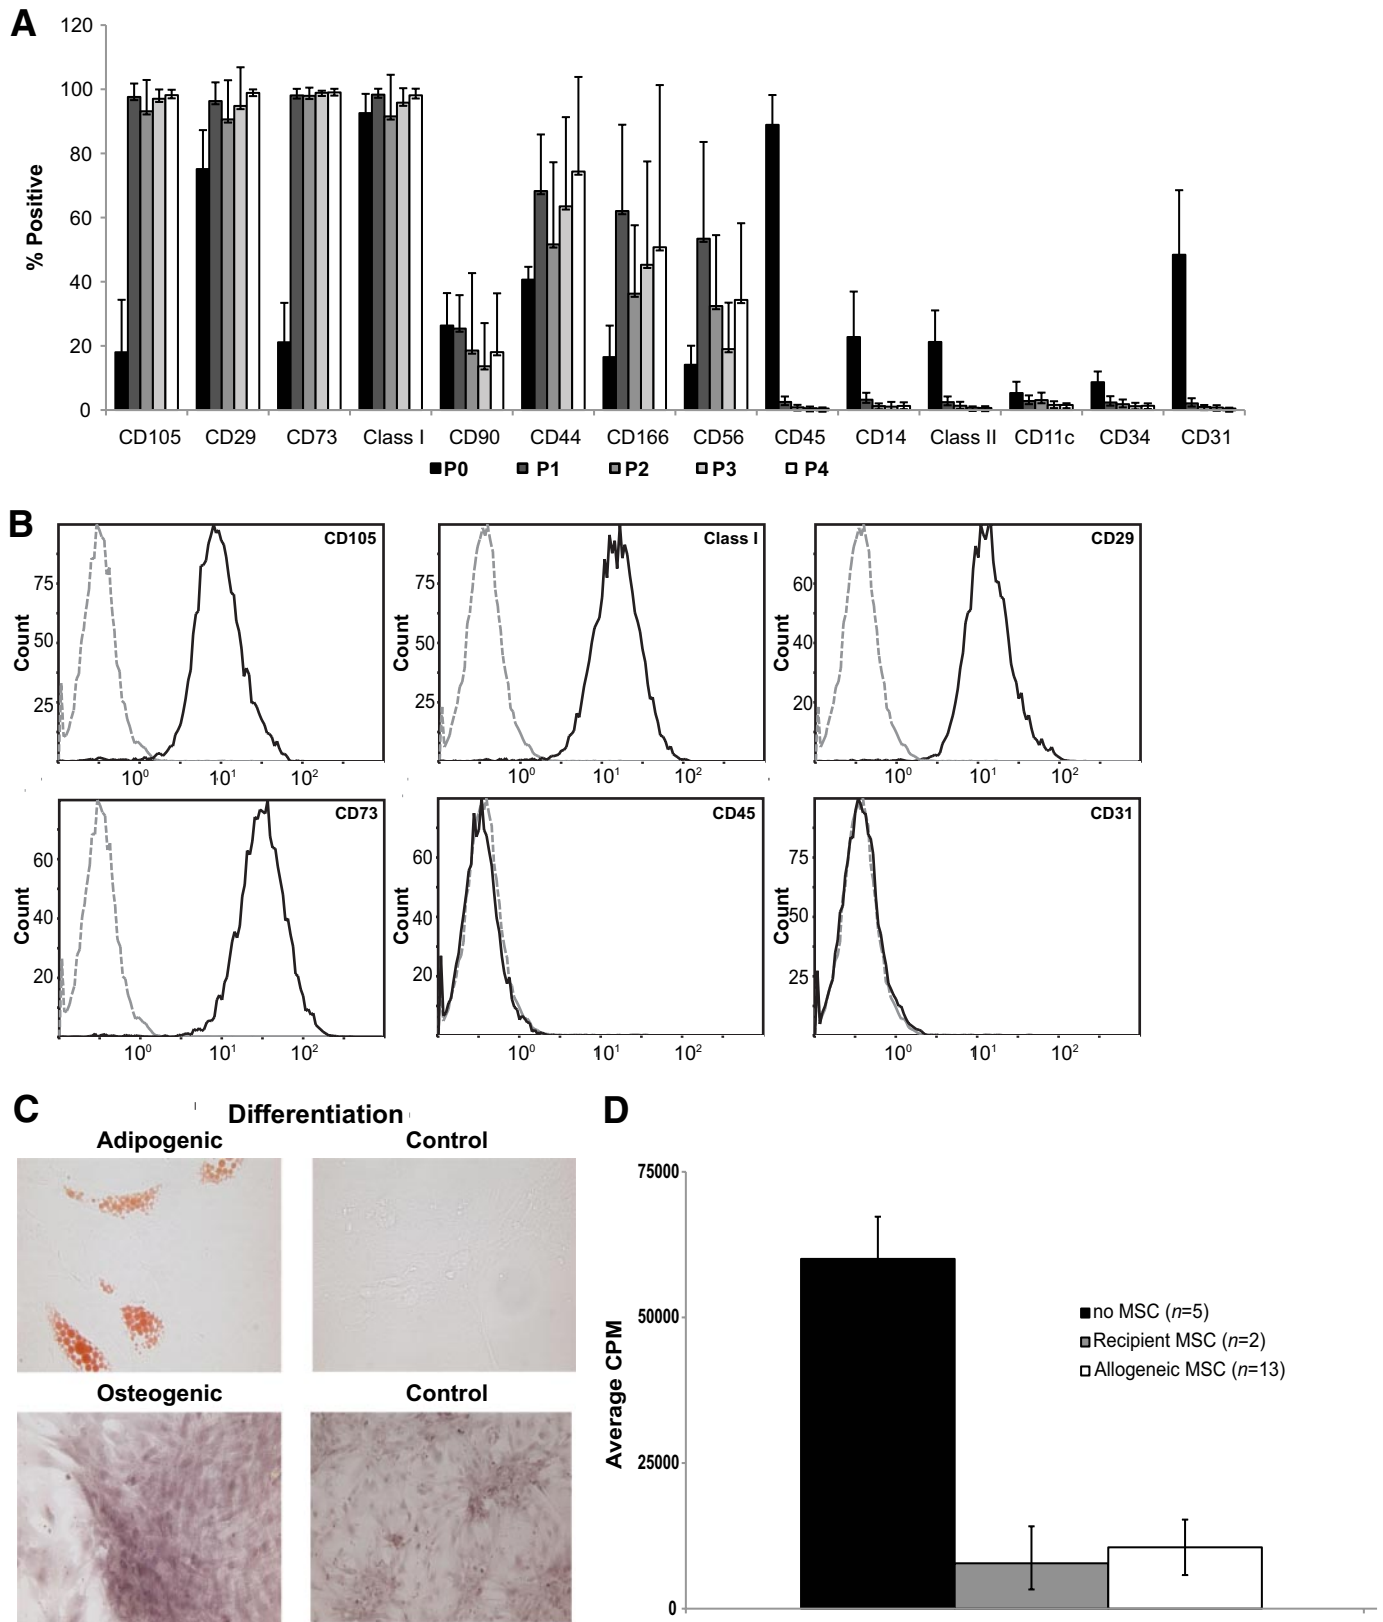 A
120
100
80
60
40
20
0
% Positive
CD105 CD29 CD73 Class I CD90 CD44 CD166 CD56 CD45 CD14 Class II CD11c CD34 CD31
P0 P1 P2 P3 P4
B
CD105
75
50
25
Count
10⁰ 10¹ 10²
Class I
75
50
25
Count
10⁰ 10¹ 10²
CD29
60
40
20
Count
10⁰ 10¹ 10²
CD73
60
40
20
Count
10⁰ 10¹ 10²
CD45
60
40
20
Count
10⁰ 10¹ 10²
CD31
75
50
25
Count
10⁰ 10¹ 10²
C
Differentiation
Adipogenic Control
Osteogenic Control
D
75000
50000
25000
0
Average CPM
no MSC (n=5)
Recipient MSC (n=2)
Allogeneic MSC (n=13)